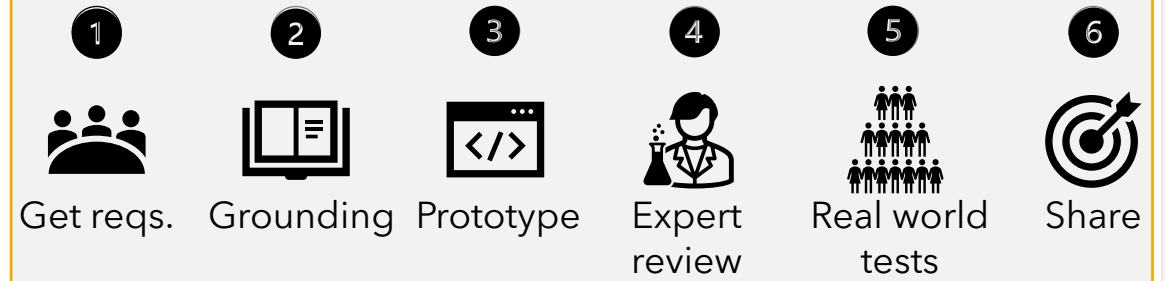 1 2 3 4 5 6
</>
Get reqs. Grounding Prototype Expert Real world Share
review tests